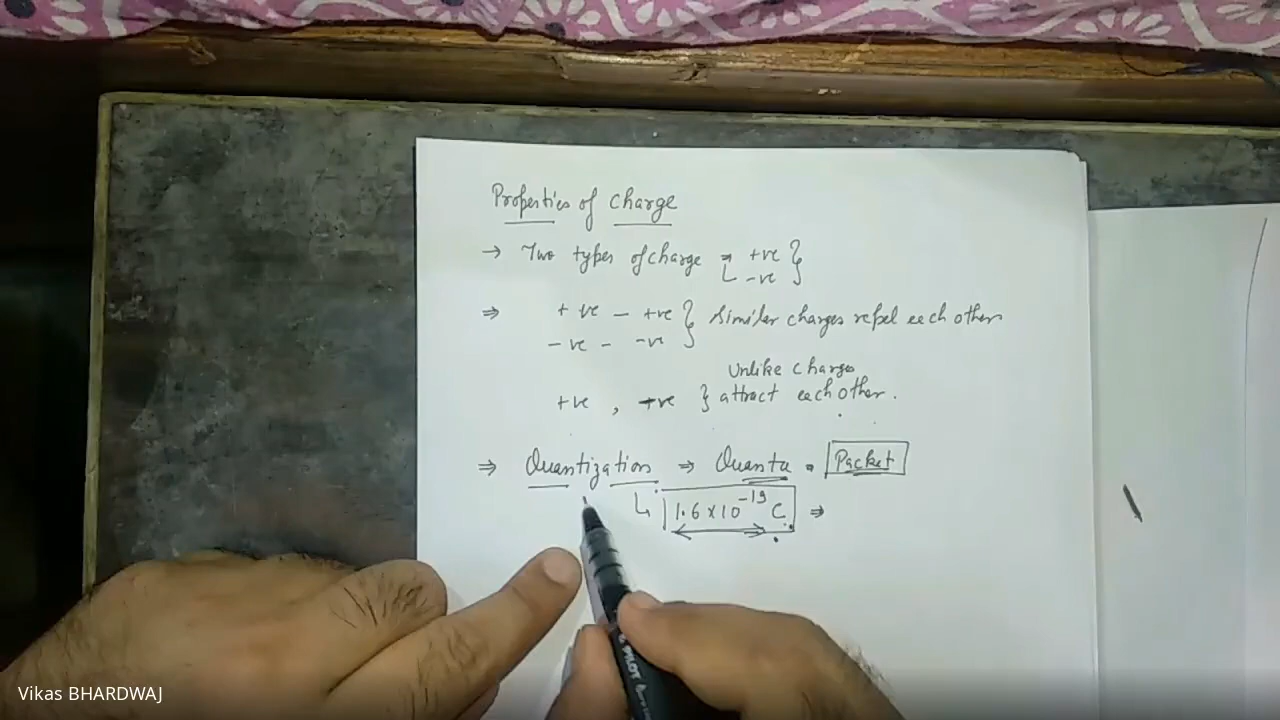 Properties of charge
→ Two types of charge → +ve }
↳ -ve
⇒ +ve - +ve } Similar charges repel each other
-ve - -ve
Unlike charges
+ve , -ve } attract each other.
⇒ Quantization ⇒ Quanta = Packet
↳ 1.6 x 10⁻¹⁹ C. ⇒
PILOT
Vikas BHARDWAJ